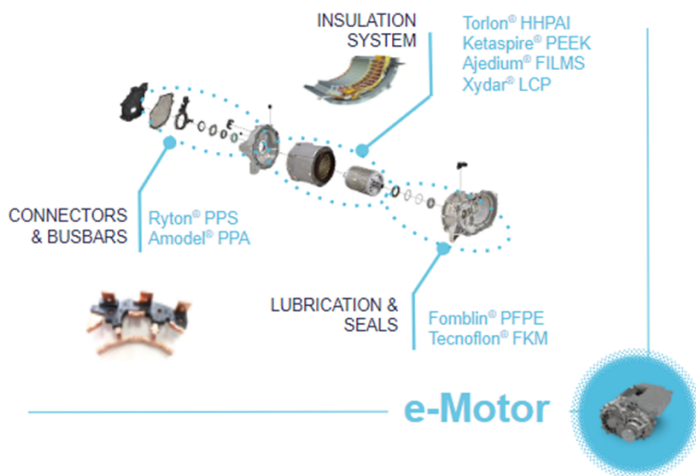 INSULATION
SYSTEM
Torlon® HHPAI
Ketaspire® PEEK
Ajedium® FILMS
Xydar® LCP
CONNECTORS
& BUSBARS
Ryton® PPS
Amodel® PPA
LUBRICATION &
SEALS
Fomblin® PFPE
Tecnoflon® FKM
e-Motor